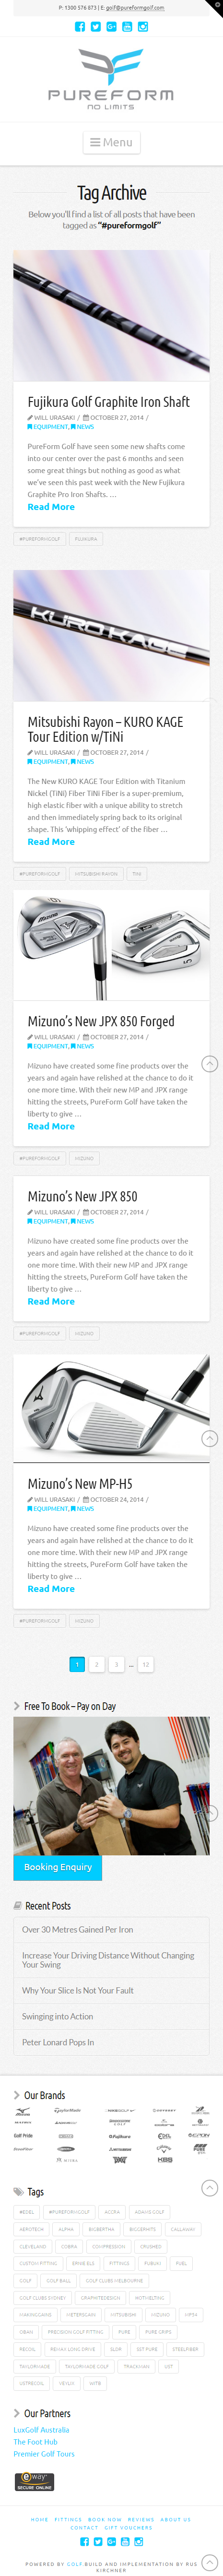 P: 1300 576 873 | E: golf@pureformgolf.com
PUREFORM
NO LIMITS
Menu
Tag Archive
Below you'll find a list of all posts that have been
tagged as “#pureformgolf”
Fujikura Golf Graphite Iron Shaft
WILL URASAKI / OCTOBER 27, 2014 /
EQUIPMENT, NEWS
PureForm Golf have seen some new shafts come
into our center over the past 6 months and seen
some great things but nothing as good as what
we've seen this past week with the New Fujikura
Graphite Pro Iron Shafts. …
Read More
#PUREFORMGOLF
FUJIKURA
KURO KAGE
Mitsubishi Rayon – KURO KAGE
Tour Edition w/TiNi
WILL URASAKI / OCTOBER 27, 2014 /
EQUIPMENT, NEWS
The New KURO KAGE Tour Edition with Titanium
Nickel (TiNi) Fiber TiNi Fiber is a super-premium,
high elastic fiber with a unique ability to stretch
and immediately come back to its original
shape. This ‘whipping effect’ of the fiber …
Read More
#PUREFORMGOLF
MITSUBISHI RAYON
TINI
Mizuno's New JPX 850 Forged
WILL URASAKI / OCTOBER 27, 2014 /
EQUIPMENT, NEWS
Mizuno have created some fine pedigree over the
years and again have relished at the chance to do it
one more time. With their new MP and JPX range
hitting the shelves, PureForm Golf have taken the
liberty to give …
Read More
#PUREFORMGOLF
MIZUNO
Mizuno's New JPX 850
WILL URASAKI / OCTOBER 27, 2014 /
EQUIPMENT, NEWS
Mizuno have created some fine pedigree over the
years and again have relished at the chance to do it
one more time. With their new MP and JPX range
hitting the shelves, PureForm Golf have taken the
liberty to give …
Read More
#PUREFORMGOLF
MIZUNO
Mizuno's New MP-H5
WILL URASAKI / OCTOBER 24, 2014 /
EQUIPMENT, NEWS
Mizuno have created some fine pedigree over the
years and again have relished at the chance to do it
one more time. With their new MP and JPX range
hitting the shelves, PureForm Golf have taken the
liberty to give …
Read More
#PUREFORMGOLF
MIZUNO
1 2 3 ... 12
Free To Book – Pay on Day
Booking Enquiry
Recent Posts
Over 30 Metres Gained Per Iron
Increase Your Driving Distance Without Changing
Your Swing
Why Your Slice Is Not Your Fault
Swinging into Action
Peter Lonard Pops In
Our Brands
TaylorMade
Golf Pride
Fujikura
Tags
#PUREFORMGOLF ACCRA ADAMS GOLF
AEROTECH ALPHA BIGBERTHA BIGGERHITS CALLAWAY
CLEVELAND COBRA COMPRESSION CRUSHED
CUSTOM FITTING ERNIE ELS FITTINGS FUBUKI FUEL
GOLF GOLF BALL GOLF CLUBS MELBOURNE
GOLF CLUBS SYDNEY GRAPHITEDESIGN HOTMELTING
MAKINGGAINS METERSGAIN MITSUBISHI MIZUNO MP54
OBAN PRECISION GOLF FITTING PURE PURE GRIPS
RECOIL REMAX LONG DRIVE SLDR SST PURE STEELFIBER
TAYLORMADE TAYLORMADE GOLF TRACKMAN UST
USTRECOIL VEYLIX WITB
Our Partners
LuxGolf Australia
The Foot Hub
Premier Golf Tours
eway
SECURE ONLINE
HOME FITTINGS BOOK NOW REVIEWS ABOUT US
CONTACT GIFT VOUCHERS
POWERED BY GOLF BUILD AND IMPLEMENTATION BY RUS
KIRCHNER